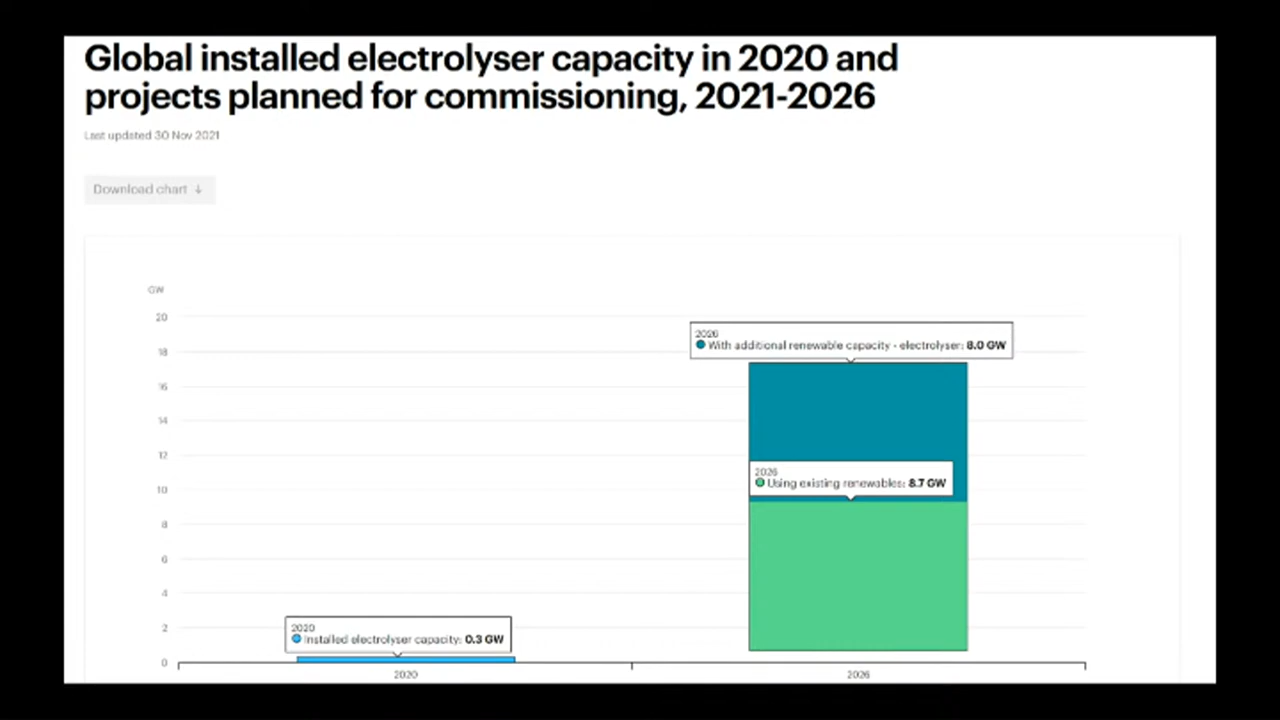 Global installed electrolyser capacity in 2020 and
projects planned for commissioning, 2021-2026
Last updated 30 Nov 2021
Download chart ↓
GW
20
18
16
14
12
10
8
6
4
2
0
2026
With additional renewable capacity - electrolyser: 8.0 GW
2026
Using existing renewables: 8.7 GW
2020
Installed electrolyser capacity: 0.3 GW
2020
2026